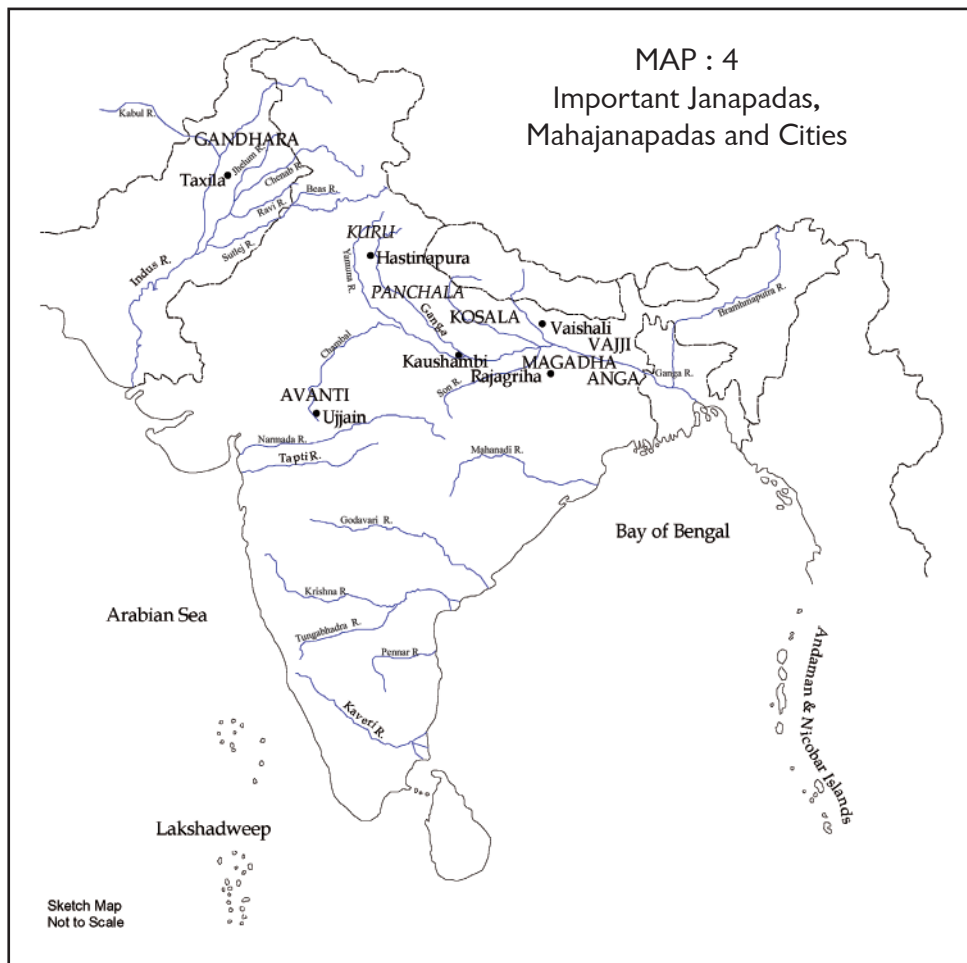 MAP : 4
Important Janapadas,
Mahajanapadas and Cities
Kabul R.
GANDHARA
Jhelum R.
Taxila
Chenab R.
Beas R.
Ravi R.
Sutlej R.
Indus R.
KURU
Hastinapura
Yamuna R.
PANCHALA
Ganga
KOSALA
Vaishali
VAJJI
Bramhmaputra R.
Chambal
Kaushambi
MAGADHA
Rajagriha
ANGA
Ganga R.
Son R.
AVANTI
Ujjain
Narmada R.
Tapti R.
Mahanadi R.
Godavari R.
Bay of Bengal
Krishna R.
Arabian Sea
Tungabhadra R.
Pennar R
Kaveti R.
Andaman & Nicobar Islands
Lakshadweep
Sketch Map
Not to Scale